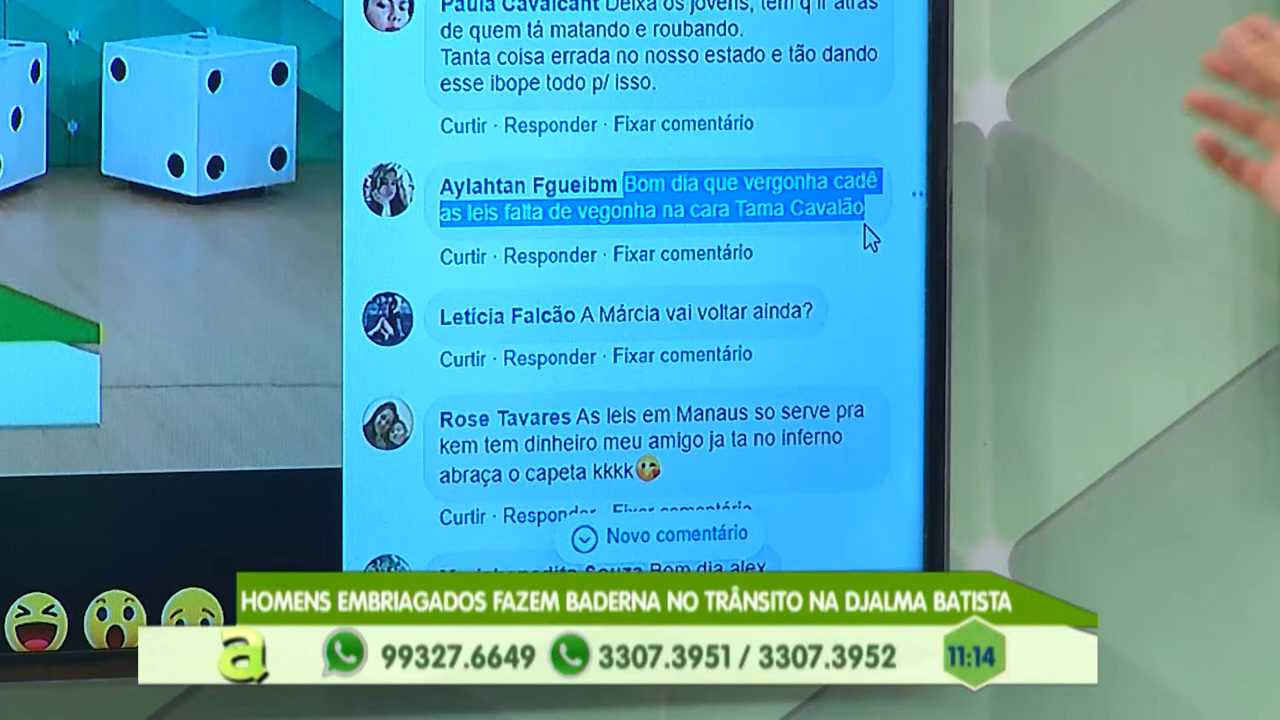 Paula Cavalcant Deixa os jovens, tem q ir atrás
de quem tá matando e roubando.
Tanta coisa errada no nosso estado e tão dando
esse ibope todo p/ isso.
Curtir · Responder · Fixar comentário
Aylahtan Fgueibm Bom dia que vergonha cadê
as leis falta de vegonha na cara Tama Cavalão
Curtir · Responder · Fixar comentário
Letícia Falcão A Márcia vai voltar ainda?
Curtir · Responder · Fixar comentário
Rose Tavares As leis em Manaus so serve pra
kem tem dinheiro meu amigo ja ta no inferno
abraça o capeta kkkk
Curtir · Responder · Fixar comentário
Novo comentário
Souza Bom dia alex
HOMENS EMBRIAGADOS FAZEM BADERNA NO TRÂNSITO NA DJALMA BATISTA
a 99327.6649 3307.3951 / 3307.3952 11:14